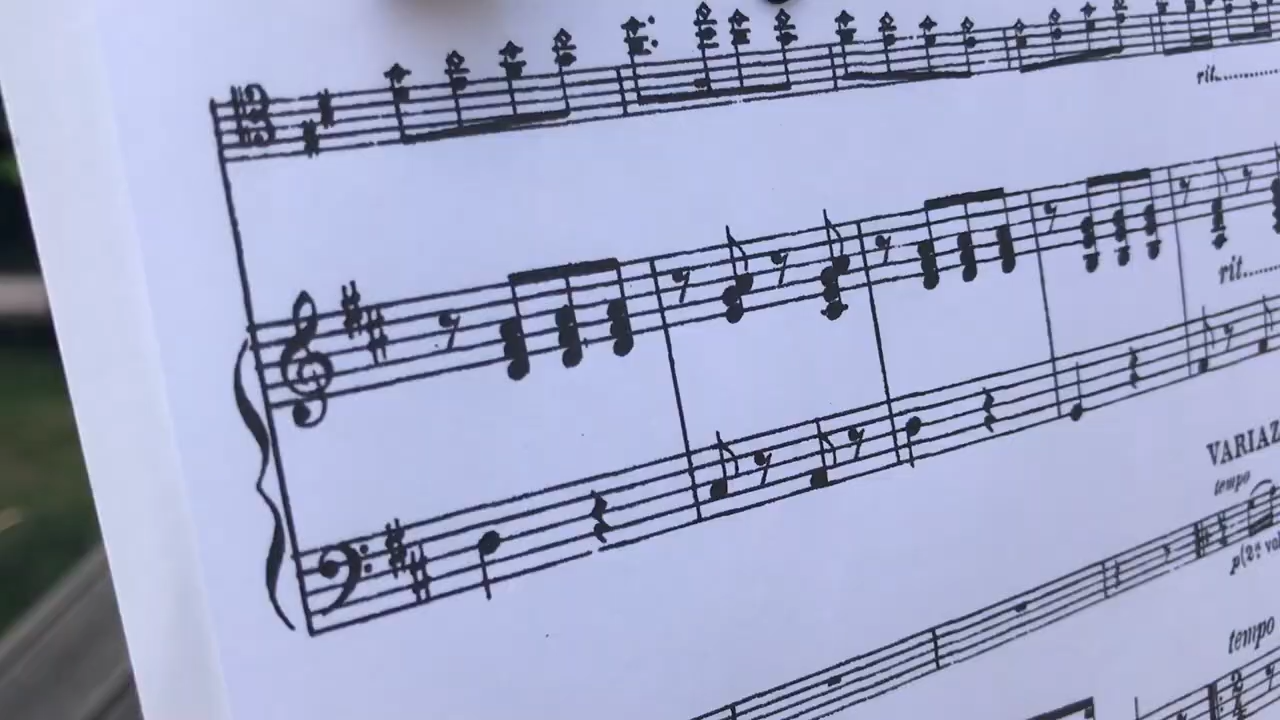 rit............
rit.......
VARIAZ
tempo
p(2ª vol
tempo